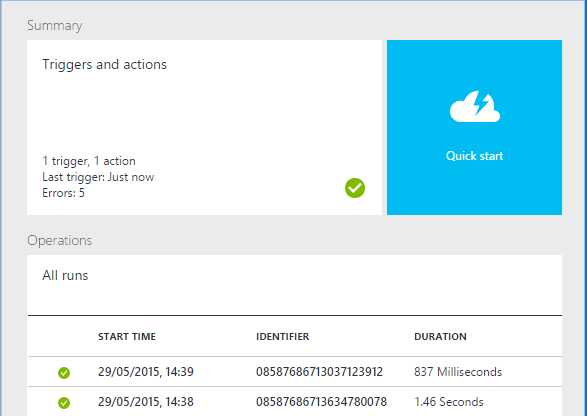 Summary
Triggers and actions
1 trigger, 1 action
Last trigger: Just now
Errors: 5
Quick start
Operations
All runs
START TIME IDENTIFIER DURATION
29/05/2015, 14:39 08587686713037123912 837 Milliseconds
29/05/2015, 14:38 08587686713634780078 1.46 Seconds